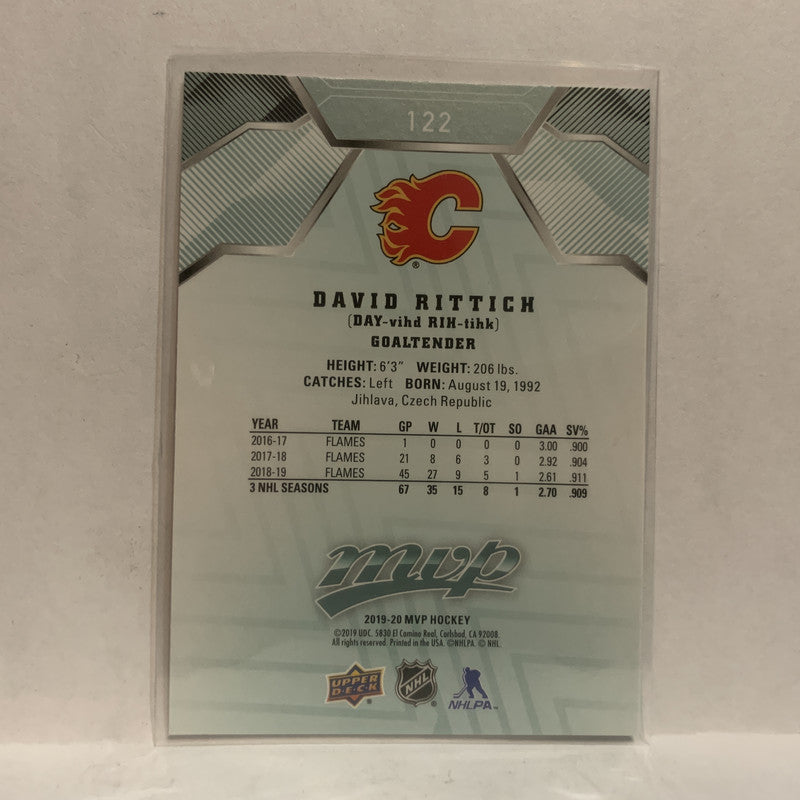 122
C
®
DAVID RITTICH
(DAY-vihd RIH-tihk)
GOALTENDER
HEIGHT: 6'3" WEIGHT: 206 lbs.
CATCHES: Left BORN: August 19, 1992
Jihlava, Czech Republic
YEAR TEAM GP W L T/OT SO GAA SV%
2016-17 FLAMES 1 0 0 0 0 3.00 .900
2017-18 FLAMES 21 8 6 3 0 2.92 .904
2018-19 FLAMES 45 27 9 5 1 2.61 .911
3 NHL SEASONS 67 35 15 8 1 2.70 .909
mvp
2019-20 MVP HOCKEY
©2019 UDC. 5830 El Camino Real, Carlsbad, CA 92008.
All rights reserved. Printed in the USA. ©NHLPA. © NHL.
UPPER DECK ® NHL ® NHLPA™